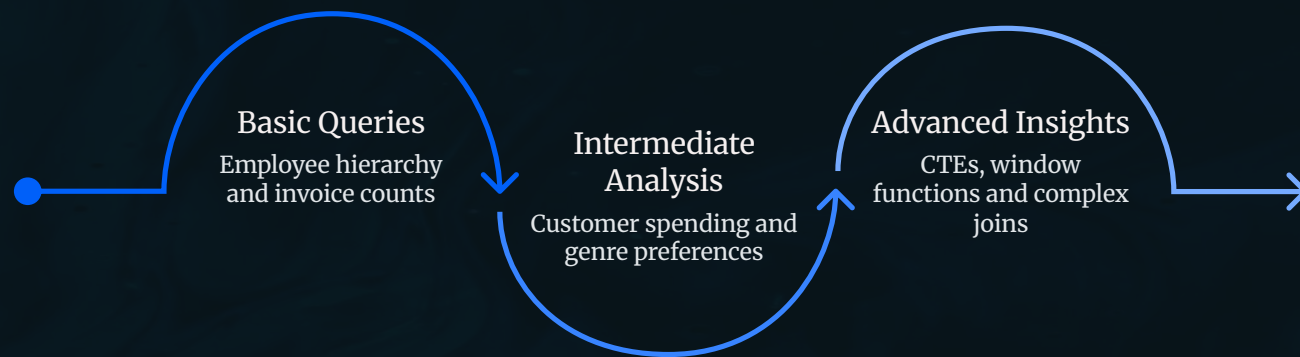 Basic Queries
Employee hierarchy
and invoice counts
Intermediate
Analysis
Customer spending and
genre preferences
Advanced Insights
CTEs, window
functions and complex
joins